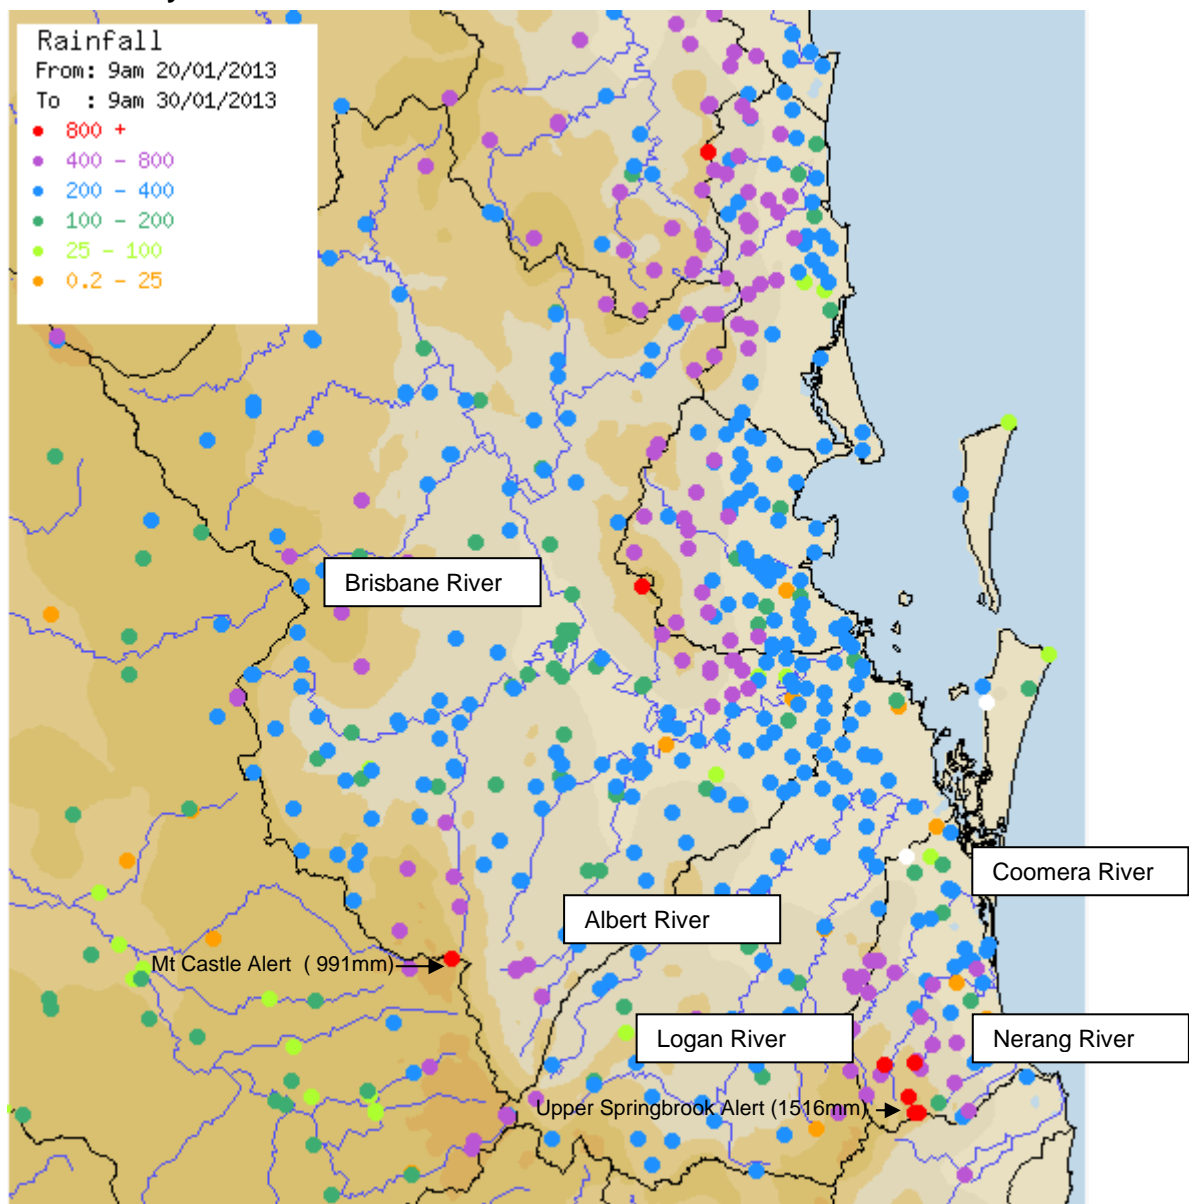 Rainfall
From: 9am 20/01/2013
To : 9am 30/01/2013
800 +
400 - 800
200 - 400
100 - 200
25 - 100
0.2 - 25
Brisbane River
Coomera River
Albert River
Mt Castle Alert ( 991mm)
Logan River
Nerang River
Upper Springbrook Alert (1516mm)